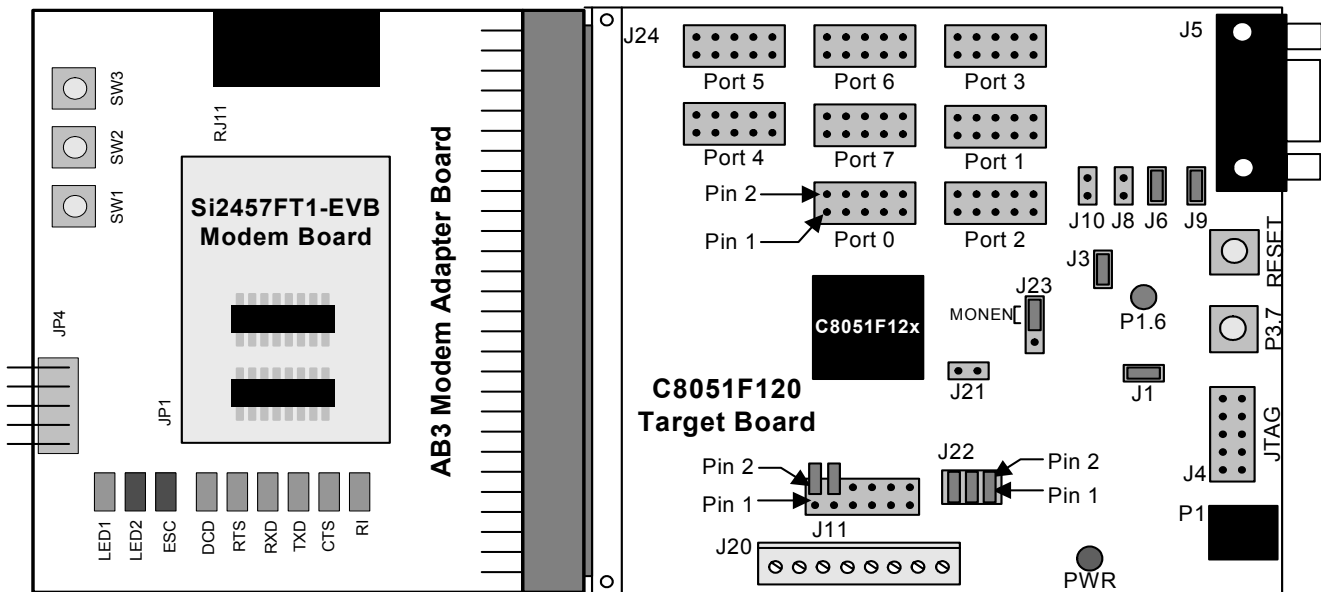 SW3
SW2
SW1
RJ11
Si2457FT1-EVB
Modem Board
JP4
JP1
LED1
LED2
ESC
DCD
RTS
RXD
TXD
CTS
RI
AB3 Modem Adapter Board
J24
Port 5
Port 6
Port 3
Port 4
Port 7
Port 1
Pin 2
Pin 1
Port 0
Port 2
J5
J10
J8
J6
J9
RESET
J3
J23
MONEN
P1.6
P3.7
C8051F12x
J21
J1
C8051F120
Target Board
JTAG
J4
Pin 2
Pin 1
J11
J22
Pin 2
Pin 1
P1
J20
PWR